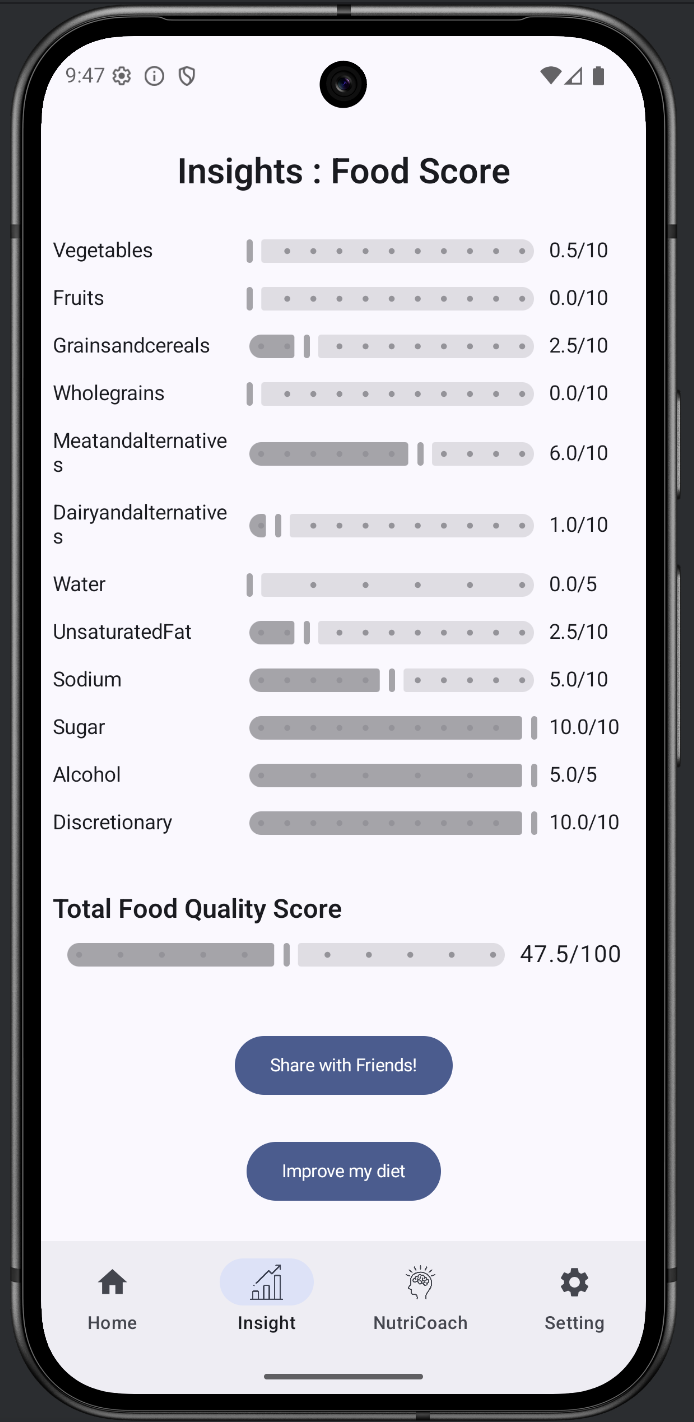 9:47
Insights : Food Score
Vegetables 0.5/10
Fruits 0.0/10
Grainsandcereals 2.5/10
Wholegrains 0.0/10
Meatandalternative 6.0/10
s
Dairyandalternative 1.0/10
s
Water 0.0/5
UnsaturatedFat 2.5/10
Sodium 5.0/10
Sugar 10.0/10
Alcohol 5.0/5
Discretionary 10.0/10
Total Food Quality Score
47.5/100
Share with Friends!
Improve my diet
Home Insight NutriCoach Setting